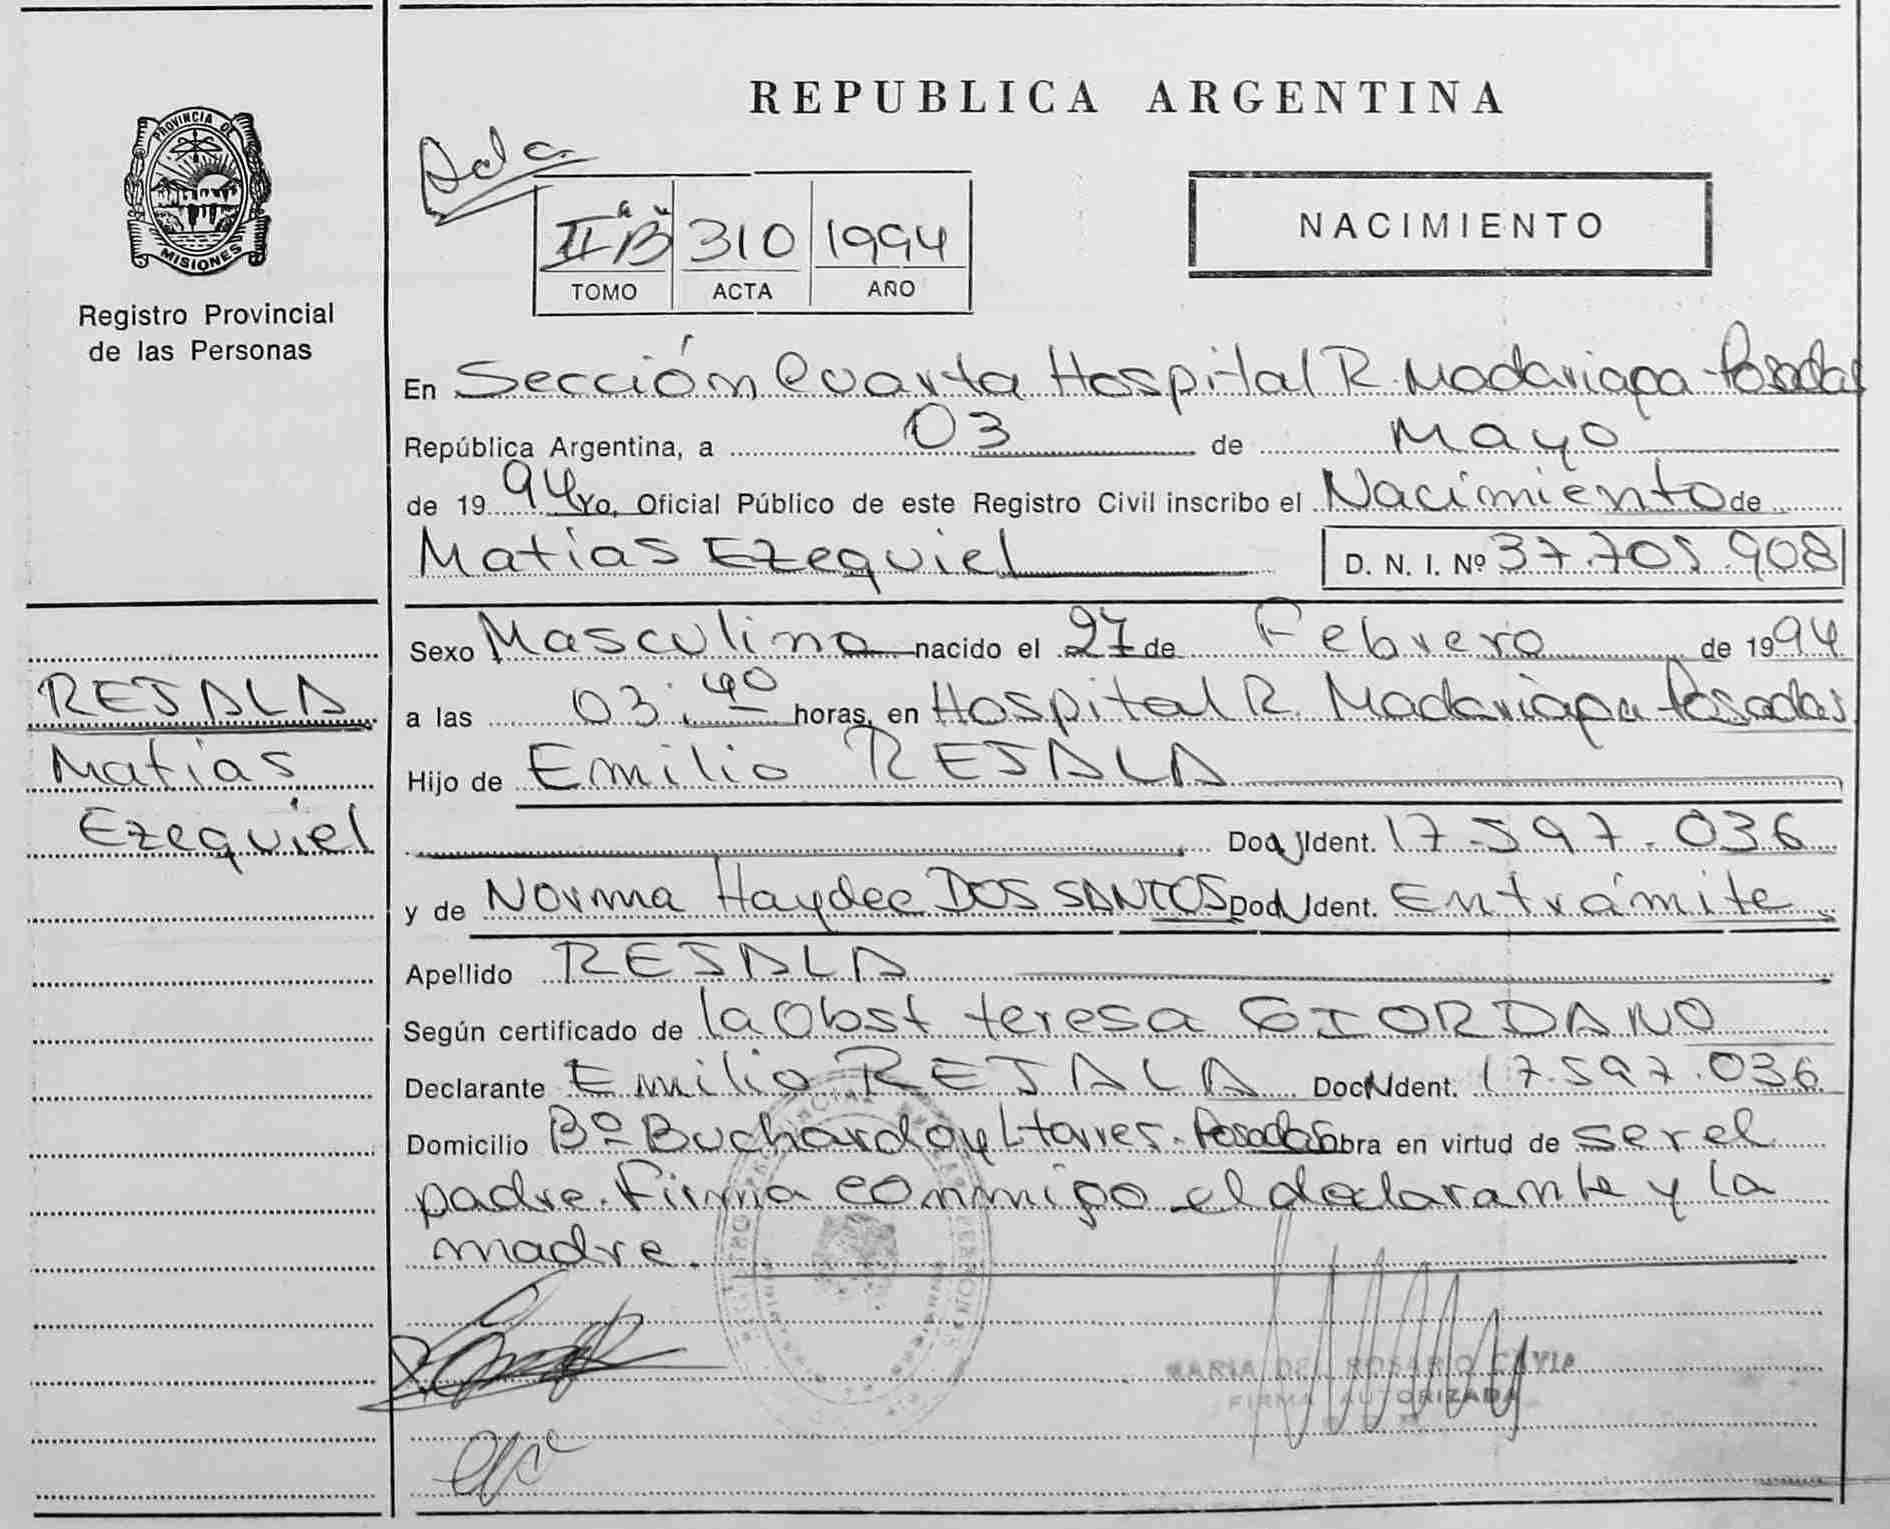 PROVINCIA DE
MISIONES
Registro Provincial
de las Personas
REPUBLICA ARGENTINA
II "B" 310 1994
TOMO ACTA AÑO
NACIMIENTO
En Sección Cuarta Hospital R. Madariaga Posadas
República Argentina, a 03 de Mayo
de 1994 Yo, Oficial Público de este Registro Civil inscribo el Nacimiento de
Matías Ezequiel D. N. I. Nº 37.705.908
Sexo Masculino nacido el 27 de Febrero de 1994
a las 03:40 horas, en Hospital R. Madariaga Posadas
Hijo de Emilio REJALA
Doc. N Ident. 17.597.036
y de Norma Haydee DOS SANTOS Doc N Ident. En trámite
Apellido REJALA
Según certificado de la Obst teresa GIORDANO
Declarante Emilio REJALA Doc N Ident. 17.597.036
Domicilio Bº Buchardo y Ltorres. Posadas Obra en virtud de ser el
padre. Firma conmigo el declarante y la
madre.
MARIA DEL ROSARIO
FIRMA AUTORIZADA
REJALA
Matías
Ezequiel